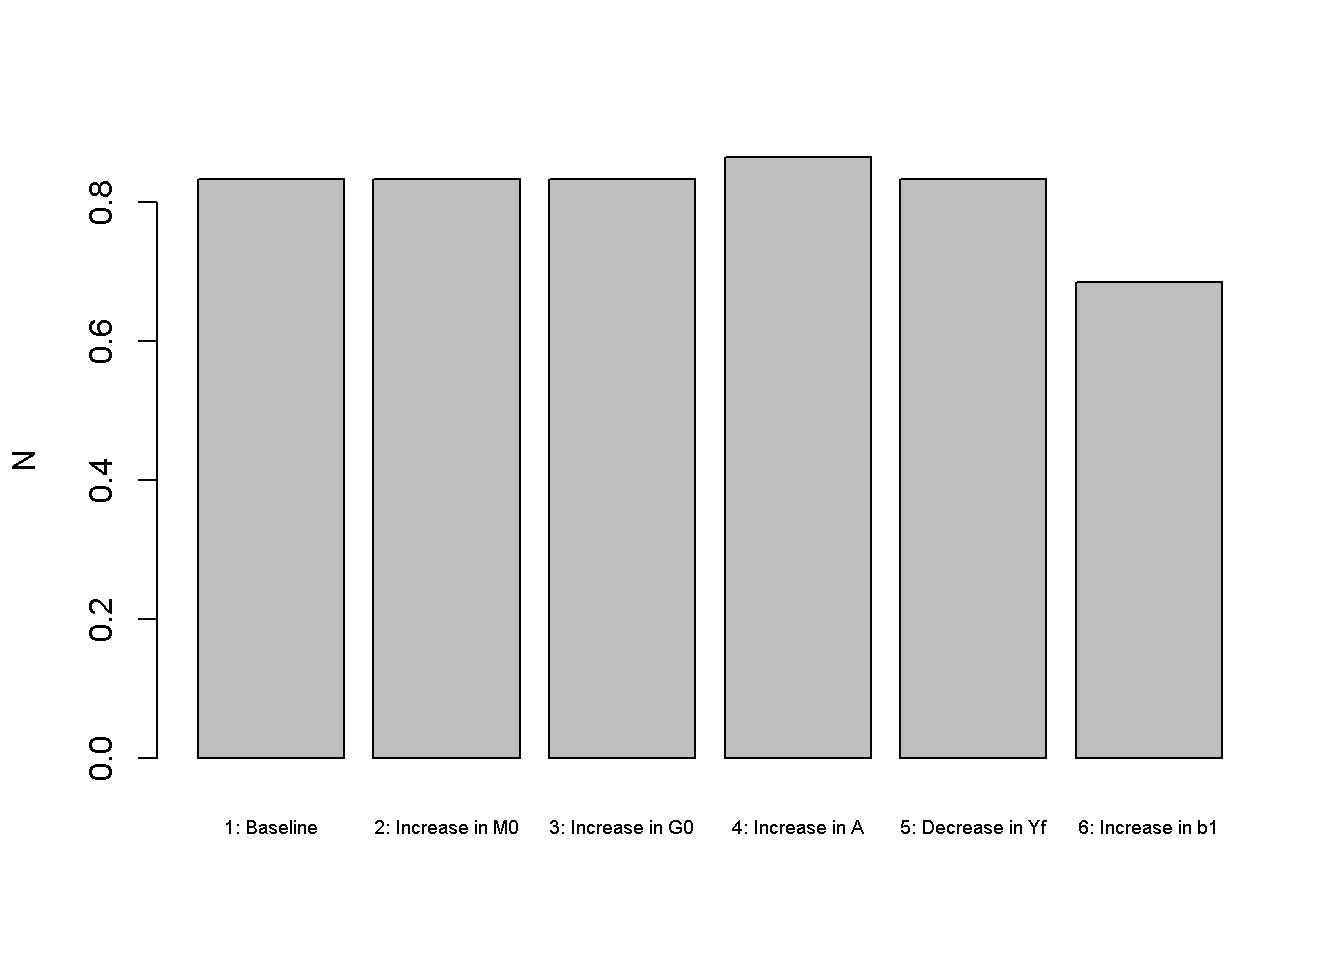 N
0.8
0.6
0.4
0.2
0.0
1: Baseline
2: Increase in M0
3: Increase in G0
4: Increase in A
5: Decrease in Yf
6: Increase in b1